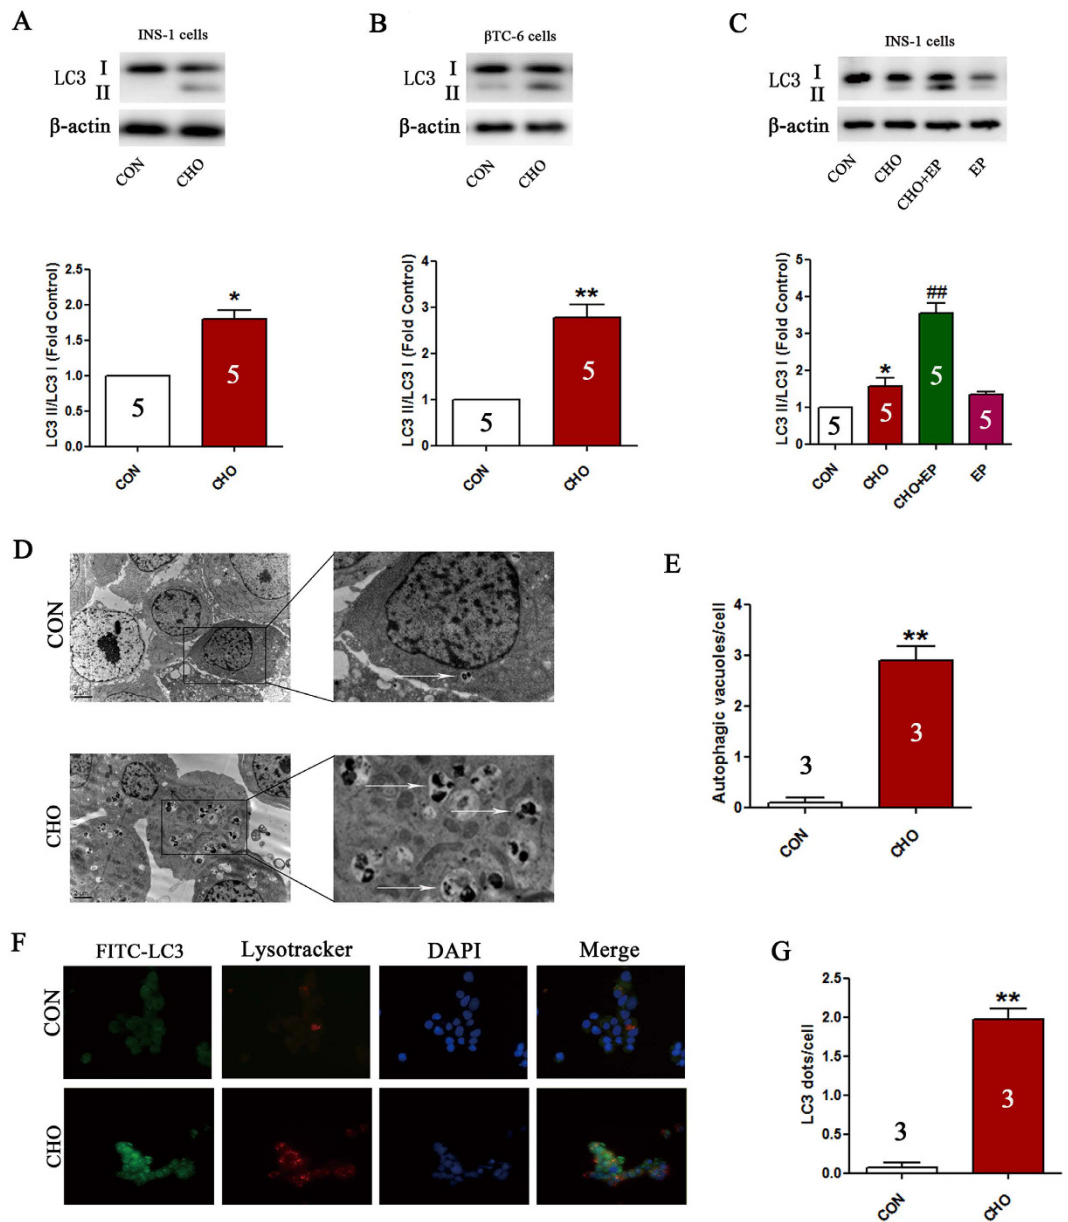 A
INS-1 cells
LC3
I
II
β-actin
CON
CHO
LC3 II/LC3 I (Fold Control)
2.5
2.0
1.5
1.0
0.5
0.0
*
5
5
CON
CHO
B
βTC-6 cells
LC3
I
II
β-actin
CON
CHO
LC3 II/LC3 I (Fold Control)
4
3
2
1
0
**
5
5
CON
CHO
C
INS-1 cells
LC3
I
II
β-actin
CON
CHO
CHO+EP
EP
LC3 II/LC3 I (Fold Control)
5
4
3
2
1
0
*
##
5
5
5
5
CON
CHO
CHO+EP
EP
D
CON
CHO
E
Autophagic vacuoles/cell
4
3
2
1
0
**
3
3
CON
CHO
F
FITC-LC3
Lysotracker
DAPI
Merge
CON
CHO
G
LC3 dots/cell
2.5
2.0
1.5
1.0
0.5
0.0
**
3
3
CON
CHO